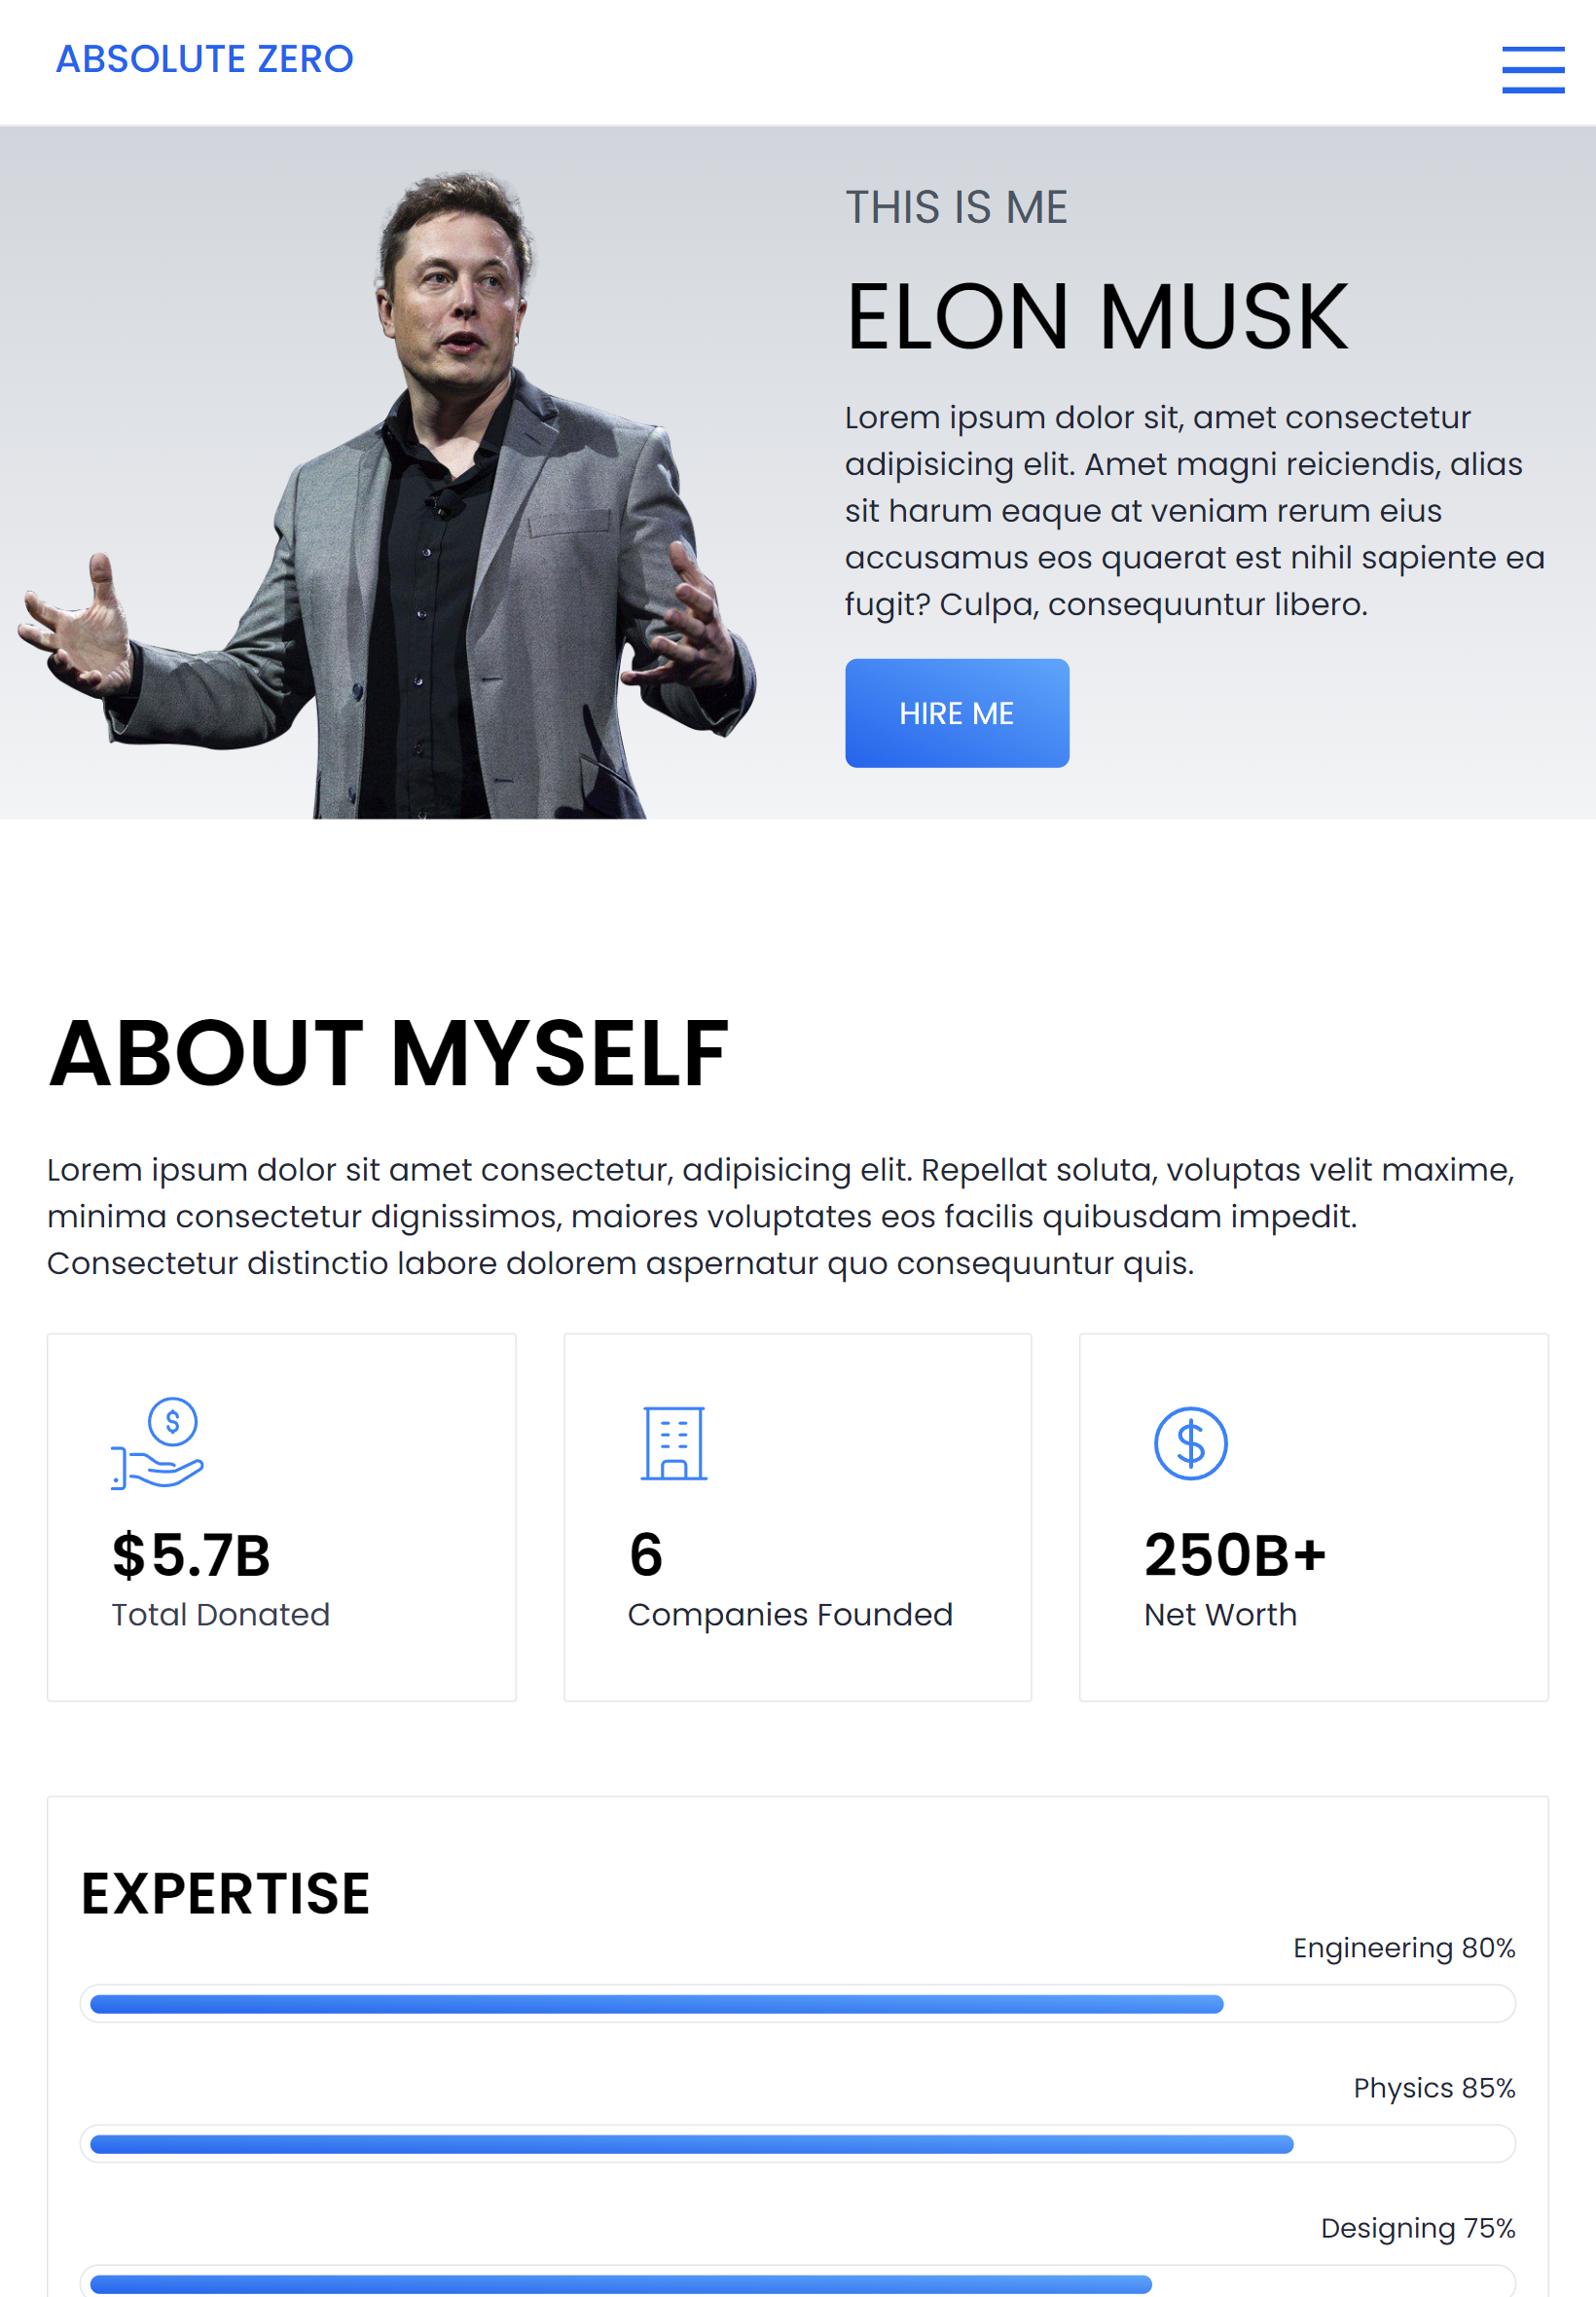 ABSOLUTE ZERO
THIS IS ME
ELON MUSK
Lorem ipsum dolor sit, amet consectetur
adipisicing elit. Amet magni reiciendis, alias
sit harum eaque at veniam rerum eius
accusamus eos quaerat est nihil sapiente ea
fugit? Culpa, consequuntur libero.
HIRE ME
ABOUT MYSELF
Lorem ipsum dolor sit amet consectetur, adipisicing elit. Repellat soluta, voluptas velit maxime,
minima consectetur dignissimos, maiores voluptates eos facilis quibusdam impedit.
Consectetur distinctio labore dolorem aspernatur quo consequuntur quis.
$
$5.7B
Total Donated
6
Companies Founded
$
250B+
Net Worth
EXPERTISE
Engineering 80%
Physics 85%
Designing 75%